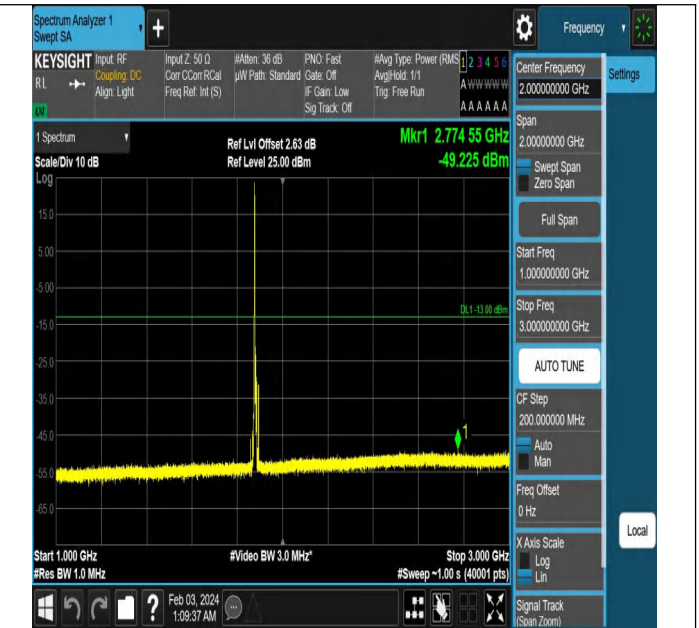 Spectrum Analyzer 1
Swept SA
+
Frequency
KEYSIGHT
RL
LXI
Input: RF
Coupling: DC
Align: Light
Input Z: 50 Ω
Corr CCorr RCal
Freq Ref: Int (S)
#Atten: 36 dB
µW Path: Standard
PNO: Fast
Gate: Off
IF Gain: Low
Sig Track: Off
#Avg Type: Power (RMS
Avg|Hold: 1/1
Trig: Free Run
1 2 3 4 5 6
A W W W W W
A A A A A A
1 Spectrum
Scale/Div 10 dB
Log
Ref Lvl Offset 2.63 dB
Ref Level 25.00 dBm
Mkr1 2.774 55 GHz
-49.225 dBm
15.0
5.00
-5.00
-15.0
-25.0
-35.0
-45.0
-55.0
-65.0
DL1 -13.00 dBm
1
Start 1.000 GHz
#Res BW 1.0 MHz
#Video BW 3.0 MHz*
Stop 3.000 GHz
#Sweep ~1.00 s (40001 pts)
Center Frequency
2.000000000 GHz
Settings
Span
2.00000000 GHz
Swept Span
Zero Span
Full Span
Start Freq
1.000000000 GHz
Stop Freq
3.000000000 GHz
AUTO TUNE
CF Step
200.000000 MHz
Auto
Man
Freq Offset
0 Hz
X Axis Scale
Log
Lin
Local
Signal Track
(Span Zoom)
?
Feb 03, 2024
1:09:37 AM